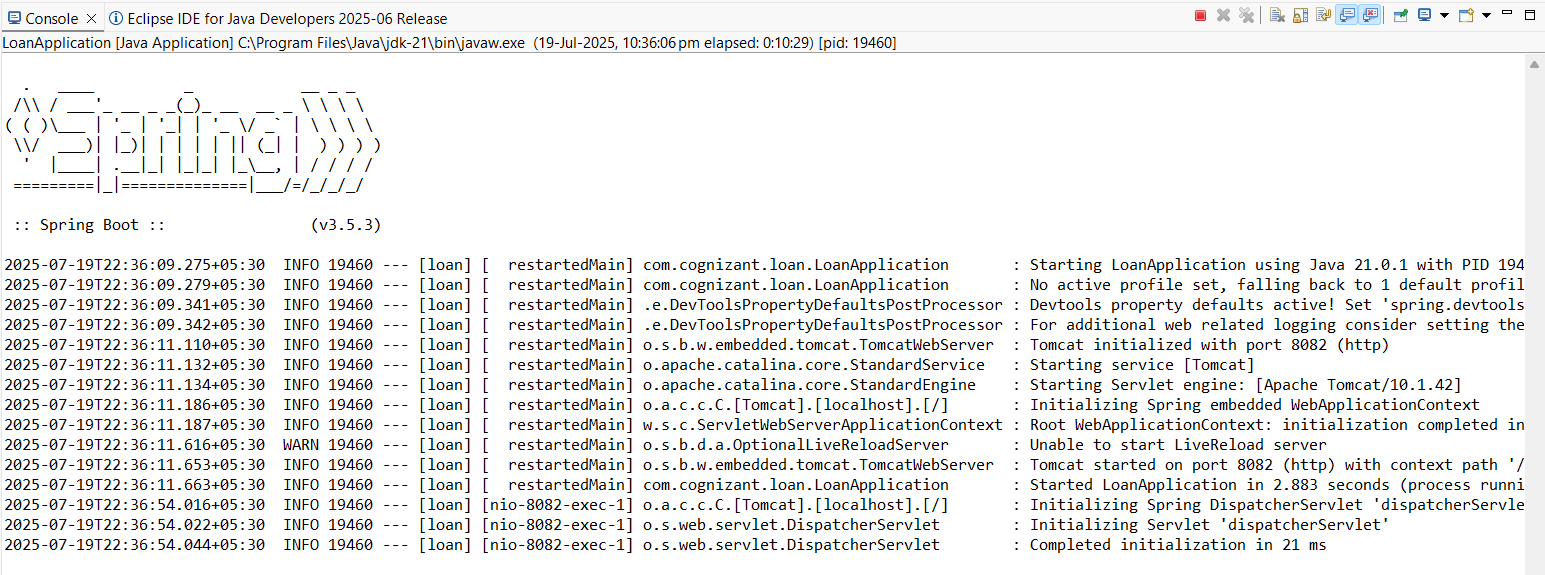 Console × Eclipse IDE for Java Developers 2025-06 Release
LoanApplication [Java Application] C:\Program Files\Java\jdk-21\bin\javaw.exe (19-Jul-2025, 10:36:06 pm elapsed: 0:10:29) [pid: 19460]
  .   ____          _            __ _ _
 /\\ / ___'_ __ _ _(_)_ __  __ _ \ \ \ \
( ( )\___ | '_ | '_| | '_ \/ _` | \ \ \ \
 \\/  ___)| |_)| | | | | || (_| |  ) ) ) )
  '  |____| .__|_| |_|_| |_\__, | / / / /
 =========|_|==============|___/=/_/_/_/
 :: Spring Boot ::                (v3.5.3)
2025-07-19T22:36:09.275+05:30  INFO 19460 --- [loan] [  restartedMain] com.cognizant.loan.LoanApplication       : Starting LoanApplication using Java 21.0.1 with PID 194
2025-07-19T22:36:09.279+05:30  INFO 19460 --- [loan] [  restartedMain] com.cognizant.loan.LoanApplication       : No active profile set, falling back to 1 default profil
2025-07-19T22:36:09.341+05:30  INFO 19460 --- [loan] [  restartedMain] .e.DevToolsPropertyDefaultsPostProcessor : Devtools property defaults active! Set 'spring.devtools
2025-07-19T22:36:09.342+05:30  INFO 19460 --- [loan] [  restartedMain] .e.DevToolsPropertyDefaultsPostProcessor : For additional web related logging consider setting the
2025-07-19T22:36:11.110+05:30  INFO 19460 --- [loan] [  restartedMain] o.s.b.w.embedded.tomcat.TomcatWebServer  : Tomcat initialized with port 8082 (http)
2025-07-19T22:36:11.132+05:30  INFO 19460 --- [loan] [  restartedMain] o.apache.catalina.core.StandardService   : Starting service [Tomcat]
2025-07-19T22:36:11.134+05:30  INFO 19460 --- [loan] [  restartedMain] o.apache.catalina.core.StandardEngine    : Starting Servlet engine: [Apache Tomcat/10.1.42]
2025-07-19T22:36:11.186+05:30  INFO 19460 --- [loan] [  restartedMain] o.a.c.c.C.[Tomcat].[localhost].[/]       : Initializing Spring embedded WebApplicationContext
2025-07-19T22:36:11.187+05:30  INFO 19460 --- [loan] [  restartedMain] w.s.c.ServletWebServerApplicationContext : Root WebApplicationContext: initialization completed in
2025-07-19T22:36:11.616+05:30  WARN 19460 --- [loan] [  restartedMain] o.s.b.d.a.OptionalLiveReloadServer       : Unable to start LiveReload server
2025-07-19T22:36:11.653+05:30  INFO 19460 --- [loan] [  restartedMain] o.s.b.w.embedded.tomcat.TomcatWebServer  : Tomcat started on port 8082 (http) with context path '/
2025-07-19T22:36:11.663+05:30  INFO 19460 --- [loan] [  restartedMain] com.cognizant.loan.LoanApplication       : Started LoanApplication in 2.883 seconds (process runni
2025-07-19T22:36:54.016+05:30  INFO 19460 --- [loan] [nio-8082-exec-1] o.a.c.c.C.[Tomcat].[localhost].[/]       : Initializing Spring DispatcherServlet 'dispatcherServle
2025-07-19T22:36:54.022+05:30  INFO 19460 --- [loan] [nio-8082-exec-1] o.s.web.servlet.DispatcherServlet        : Initializing Servlet 'dispatcherServlet'
2025-07-19T22:36:54.044+05:30  INFO 19460 --- [loan] [nio-8082-exec-1] o.s.web.servlet.DispatcherServlet        : Completed initialization in 21 ms